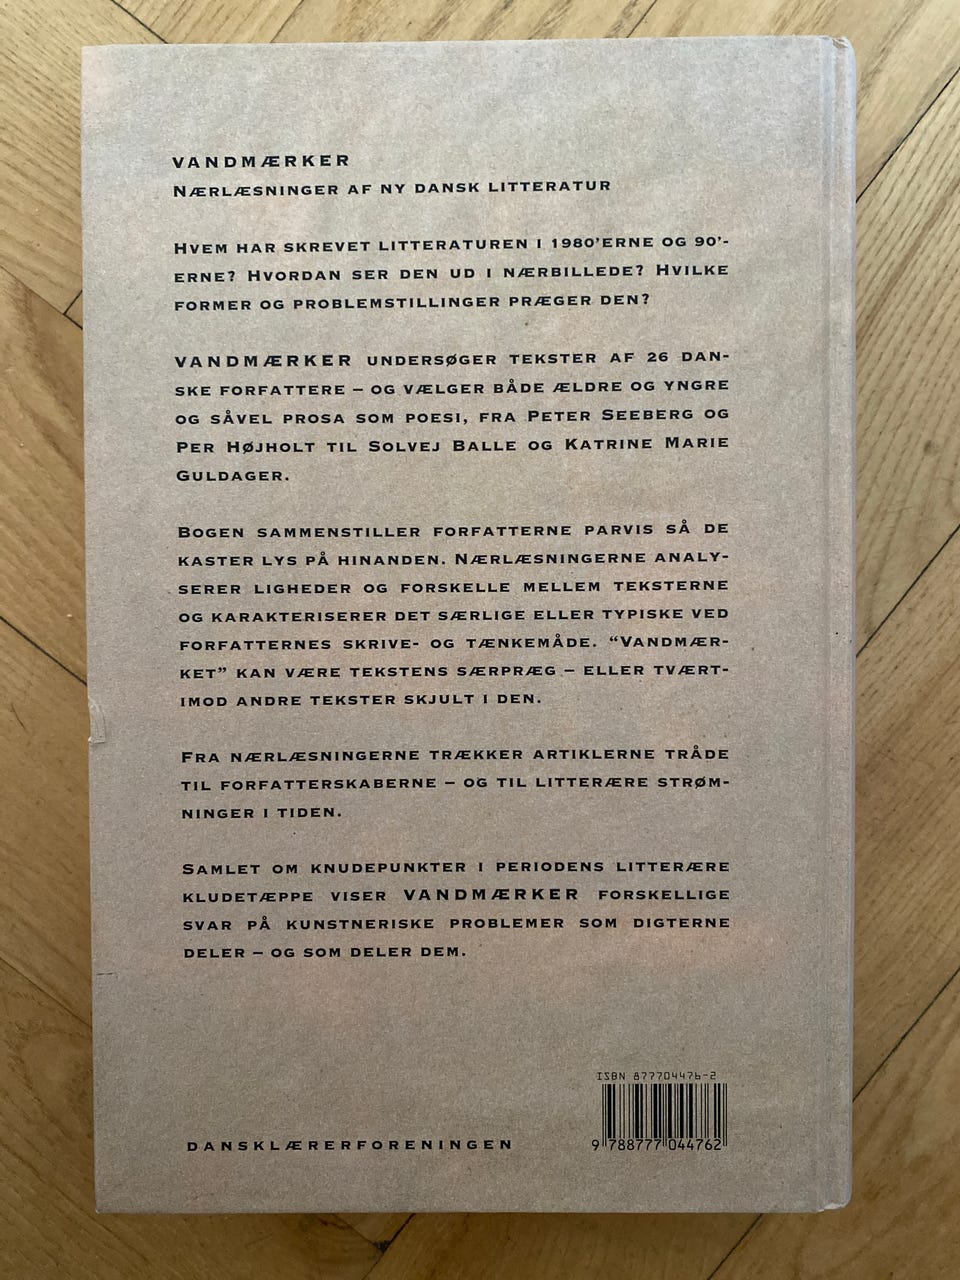 VANDMÆRKER
NÆRLÆSNINGER AF NY DANSK LITTERATUR
HVEM HAR SKREVET LITTERATUREN I 1980'ERNE OG 90'-
ERNE? HVORDAN SER DEN UD I NÆRBILLEDE? HVILKE
FORMER OG PROBLEMSTILLINGER PRÆGER DEN?
VANDMÆRKER UNDERSØGER TEKSTER AF 26 DAN-
SKE FORFATTERE – OG VÆLGER BÅDE ÆLDRE OG YNGRE
OG SÅVEL PROSA SOM POESI, FRA PETER SEEBERG OG
PER HØJHOLT TIL SOLVEJ BALLE OG KATRINE MARIE
GULDAGER.
BOGEN SAMMENSTILLER FORFATTERNE PARVIS SÅ DE
KASTER LYS PÅ HINANDEN. NÆRLÆSNINGERNE ANALY-
SERER LIGHEDER OG FORSKELLE MELLEM TEKSTERNE
OG KARAKTERISERER DET SÆRLIGE ELLER TYPISKE VED
FORFATTERNES SKRIVE- OG TÆNKEMÅDE. "VANDMÆR-
KET" KAN VÆRE TEKSTENS SÆRPRÆG – ELLER TVÆRT-
IMOD ANDRE TEKSTER SKJULT I DEN.
FRA NÆRLÆSNINGERNE TRÆKKER ARTIKLERNE TRÅDE
TIL FORFATTERSKABERNE – OG TIL LITTERÆRE STRØM-
NINGER I TIDEN.
SAMLET OM KNUDEPUNKTER I PERIODENS LITTERÆRE
KLUDETÆPPE VISER VANDMÆRKER FORSKELLIGE
SVAR PÅ KUNSTNERISKE PROBLEMER SOM DIGTERNE
DELER – OG SOM DELER DEM.
ISBN 877704476-2
9 788777 044762
DANSKLÆRERFORENINGEN